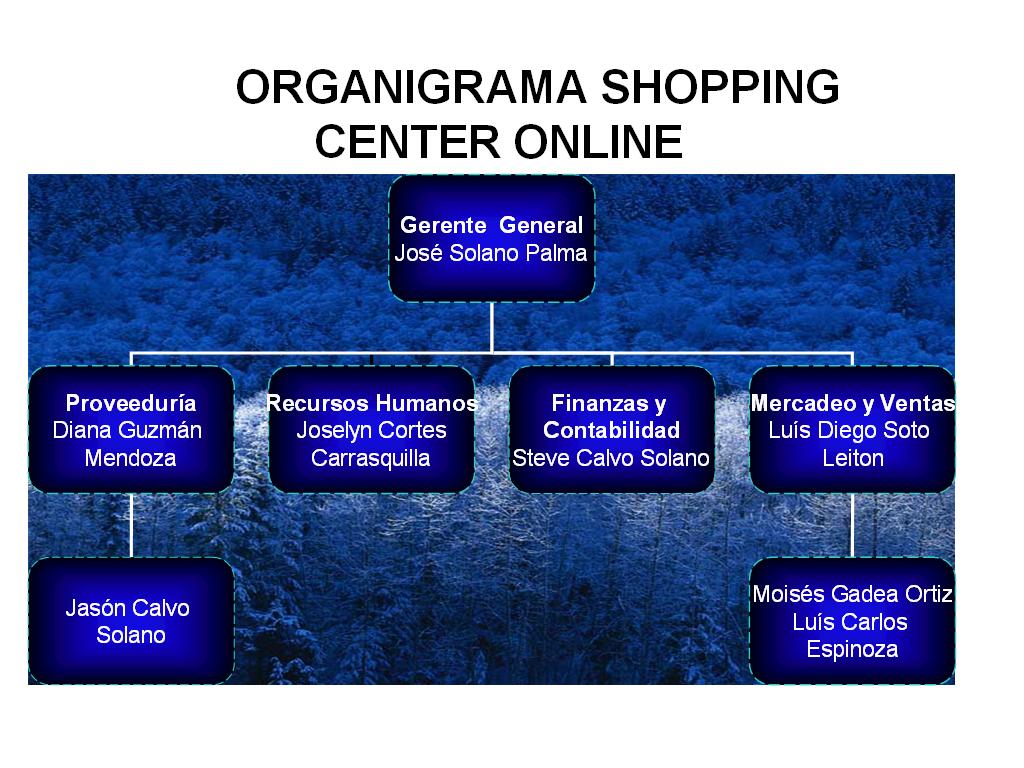 ORGANIGRAMA SHOPPING
CENTER ONLINE
Gerente  General
José Solano Palma
Proveeduría
Diana Guzmán
Mendoza
Recursos Humanos
Joselyn Cortes
Carrasquilla
Finanzas y
Contabilidad
Steve Calvo Solano
Mercadeo y Ventas
Luís Diego Soto
Leiton
Jasón Calvo
Solano
Moisés Gadea Ortiz
Luís Carlos
Espinoza